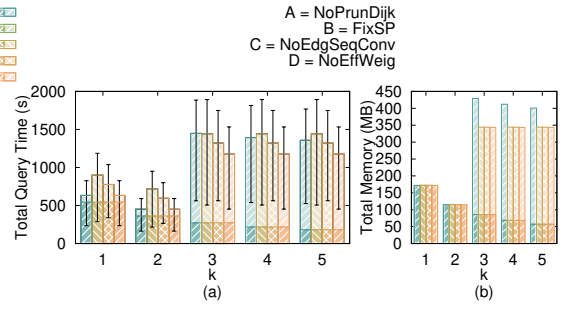 A = NoPrunDijk
B = FixSP
C = NoEdgSeqConv
D = NoEffWeig
Total Query Time (s)
2000
1500
1000
500
0
1 2 3 4 5
k
(a)
Total Memory (MB)
450
400
350
300
250
200
150
100
50
0
1 2 3 4 5
k
(b)